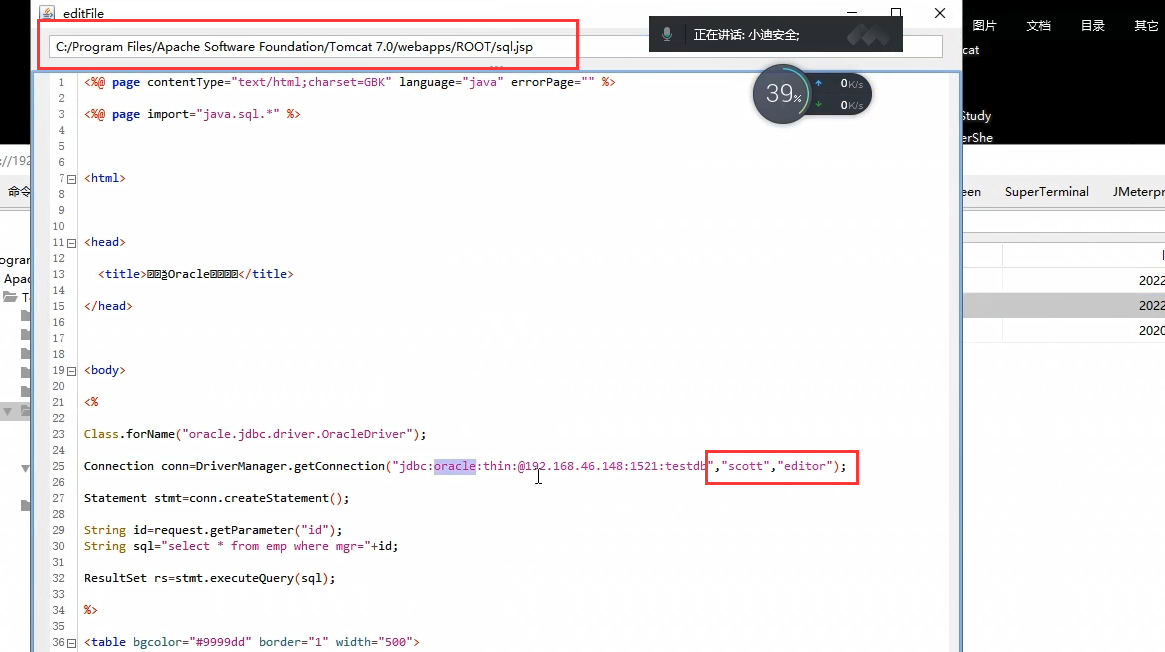 editFile
C:/Program Files/Apache Software Foundation/Tomcat 7.0/webapps/ROOT/sql.jsp
正在讲话: 小迪安全;
图片 文档 目录 其它
cat
39%
0K/s
0K/s
Study
erShe
://192
命令
een SuperTerminal JMeterpr
ogran
Apac
T
2022
2022
2020
1 <%@ page contentType="text/html;charset=GBK" language="java" errorPage="" %>
2
3 <%@ page import="java.sql.*" %>
4
5
6
7 <html>
8
9
10
11 <head>
12
13 <title>Oracle</title>
14
15 </head>
16
17
18
19 <body>
20
21 <%
22
23 Class.forName("oracle.jdbc.driver.OracleDriver");
24
25 Connection conn=DriverManager.getConnection("jdbc:oracle:thin:@192.168.46.148:1521:testdb","scott","editor");
26
27 Statement stmt=conn.createStatement();
28
29 String id=request.getParameter("id");
30 String sql="select * from emp where mgr="+id;
31
32 ResultSet rs=stmt.executeQuery(sql);
33
34 %>
35
36 <table bgcolor="#9999dd" border="1" width="500">